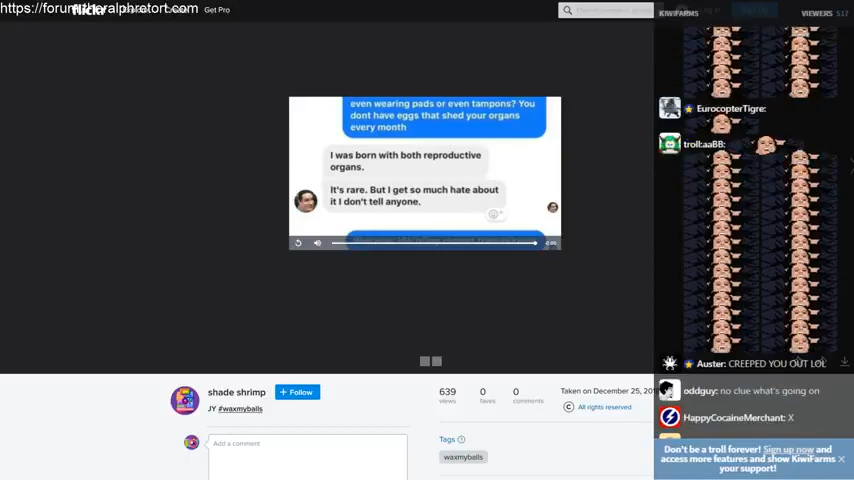 https://forum.theralphretort.com
flickr
Get Pro
KIWIFARMS
VIEWERS 517
even wearing pads or even tampons? You
dont have eggs that shed your organs
every month
I was born with both reproductive
organs.
It's rare. But I get so much hate about
it I don't tell anyone.
EurocopterTigre:
troll:aaBB:
Auster: CREEPED YOU OUT LOL
oddguy: no clue what's going on
HappyCocaineMerchant: X
Don't be a troll forever! Sign up now and
access more features and show KiwiFarms
your support!
shade shrimp
+ Follow
JY #waxmyballs
Add a comment
639
views
0
faves
0
comments
Taken on December 25, 201
All rights reserved
Tags
waxmyballs